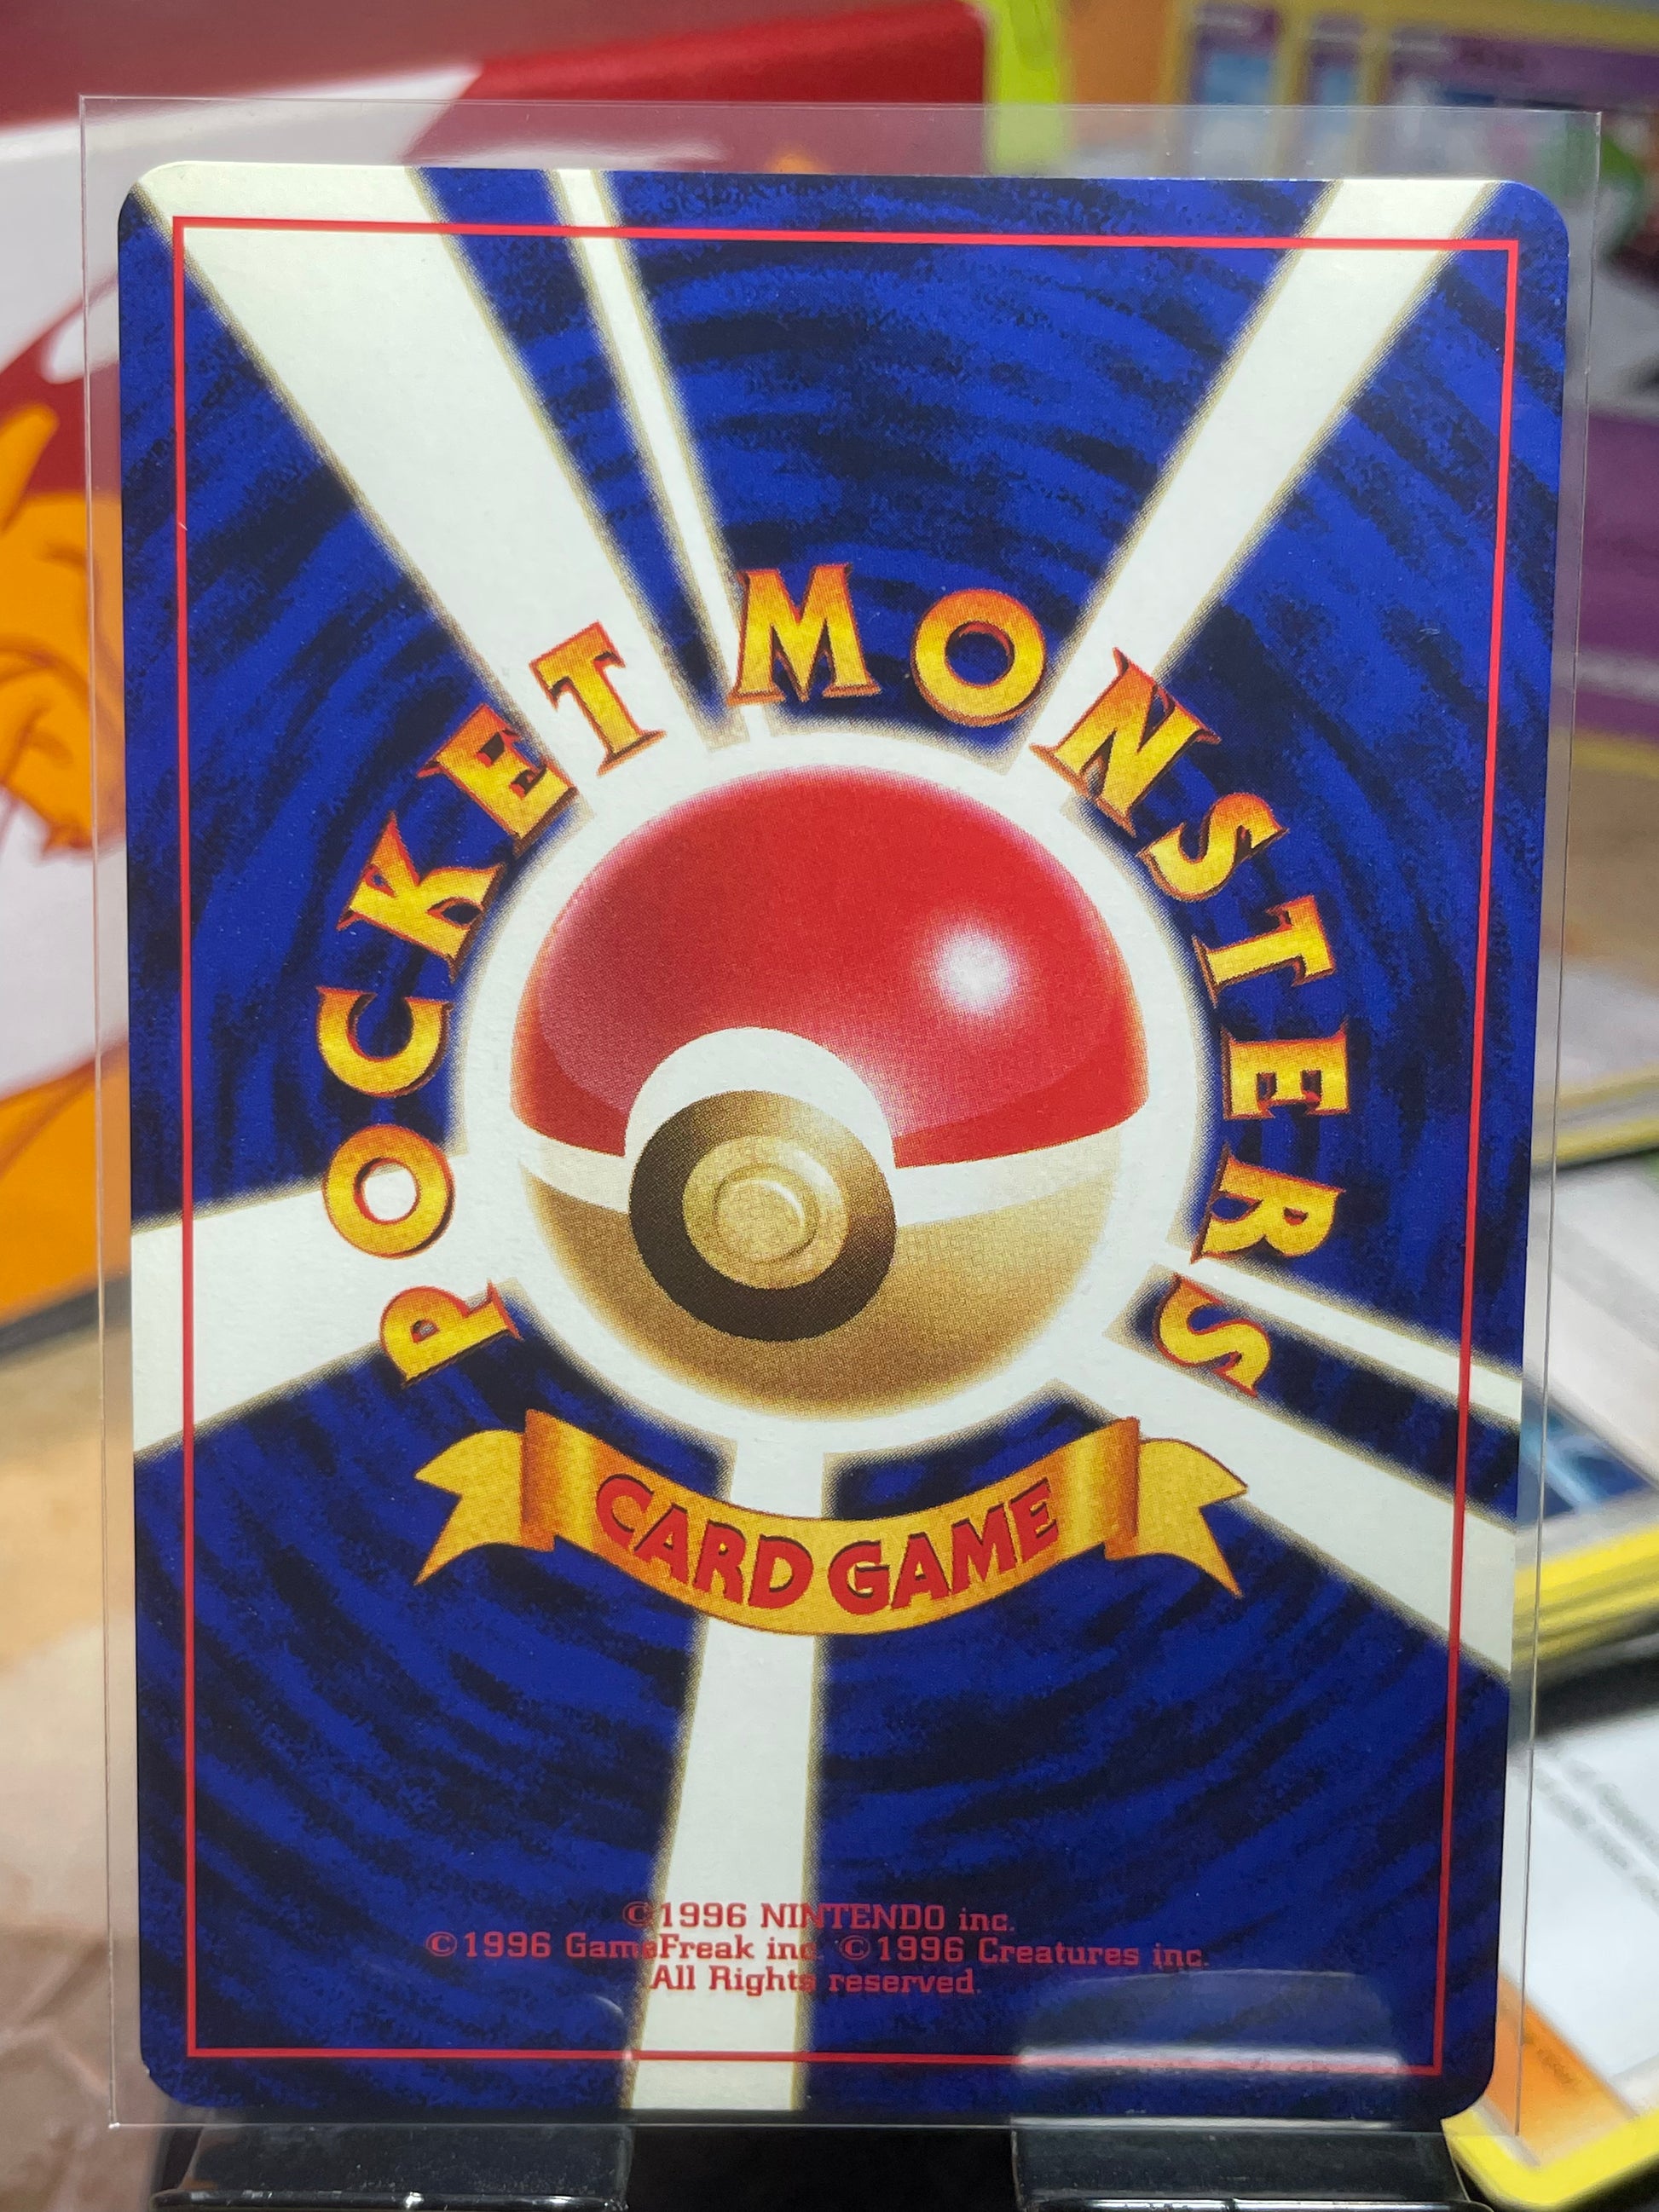 POCKET MONSTERS
CARD GAME
©1996 NINTENDO inc.
©1996 GameFreak inc. ©1996 Creatures inc.
All Rights reserved.